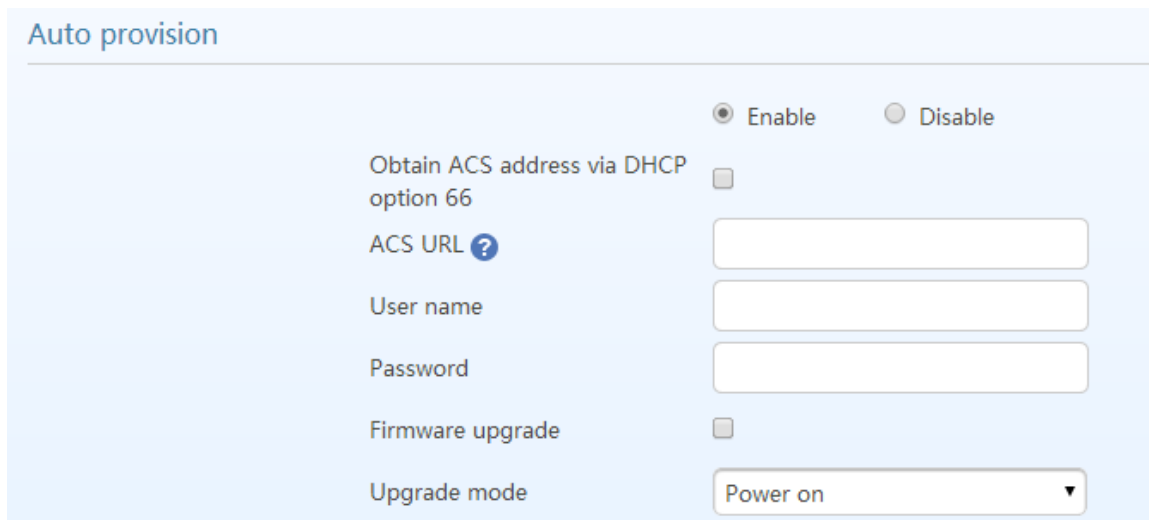 Auto provision
Enable Disable
Obtain ACS address via DHCP
option 66
ACS URL ?
User name
Password
Firmware upgrade
Upgrade mode Power on